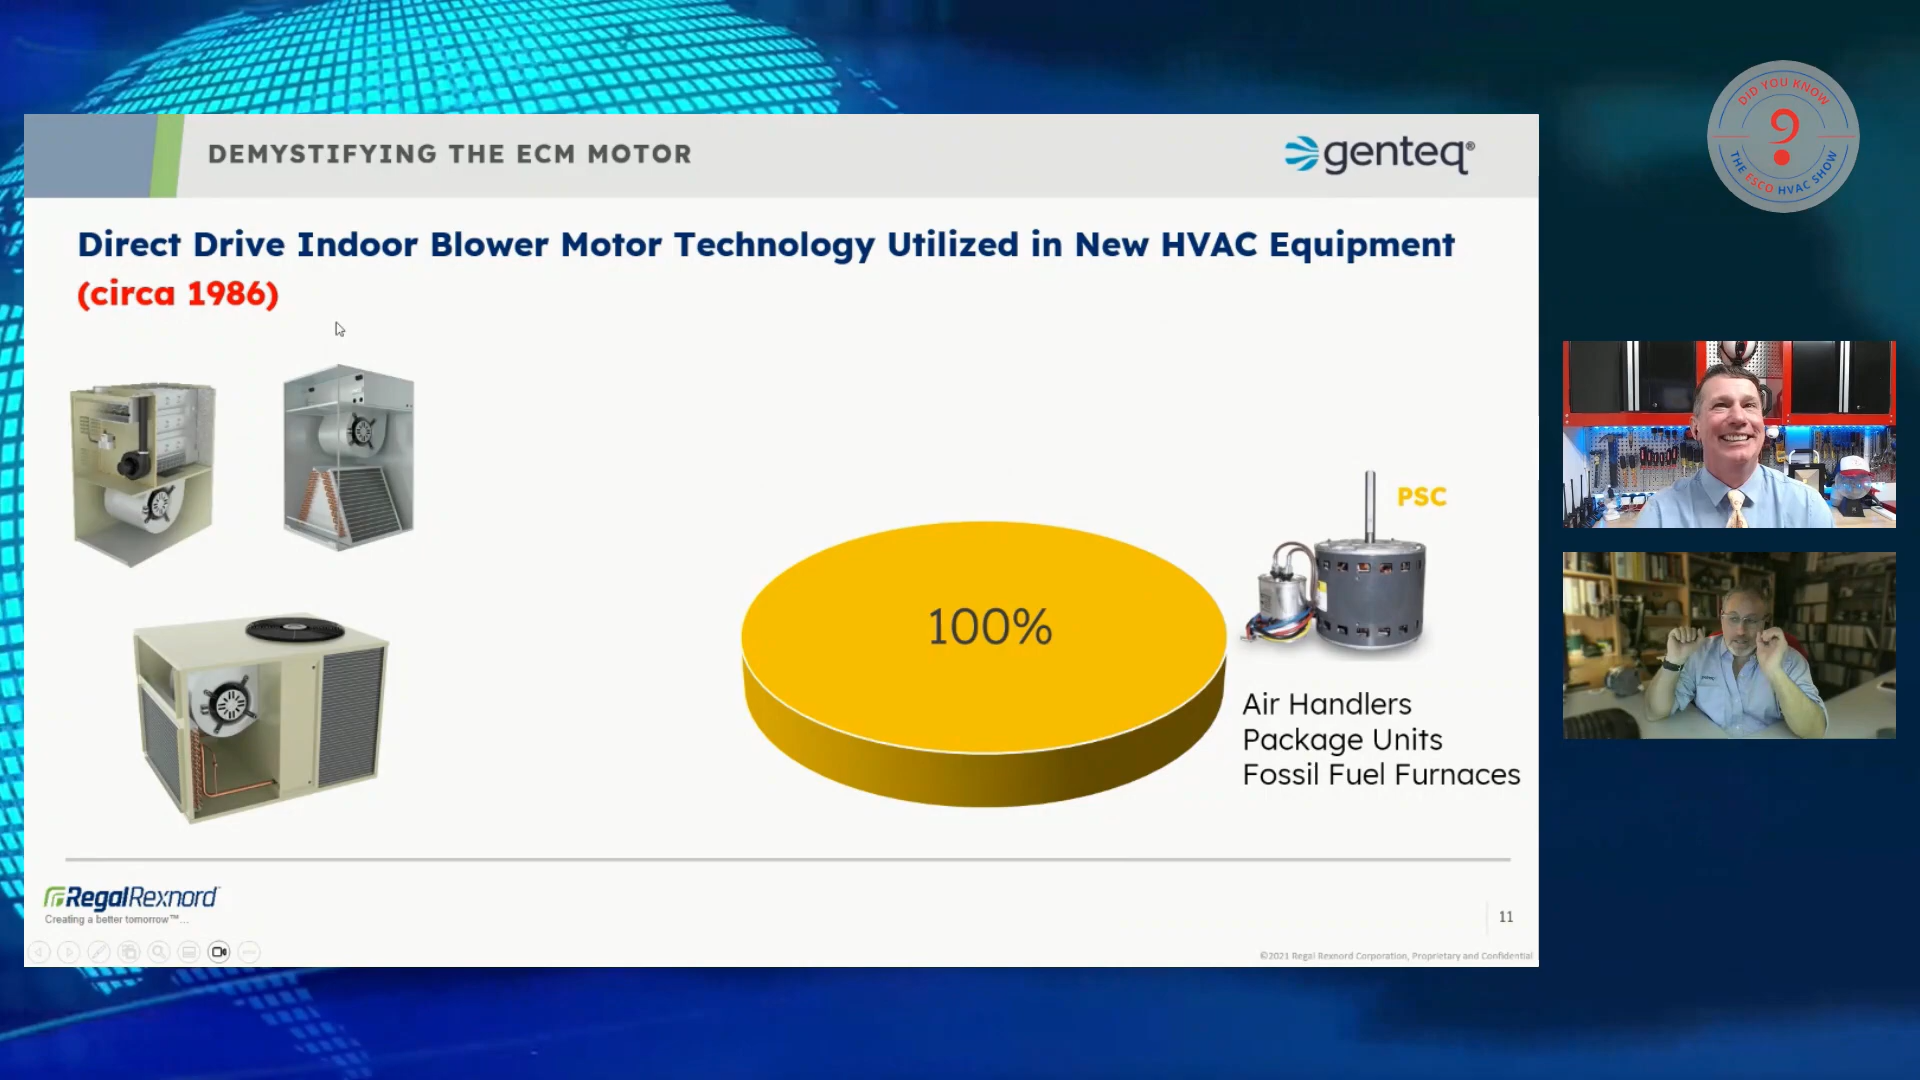 DEMYSTIFYING THE ECM MOTOR
genteq®
DID YOU KNOW
?
THE ESCO HVAC SHOW
Direct Drive Indoor Blower Motor Technology Utilized in New HVAC Equipment
(circa 1986)
PSC
100%
Air Handlers
Package Units
Fossil Fuel Furnaces
RegalRexnord
Creating a better tomorrow™...
11
©2021 Regal Rexnord Corporation, Proprietary and Confidential